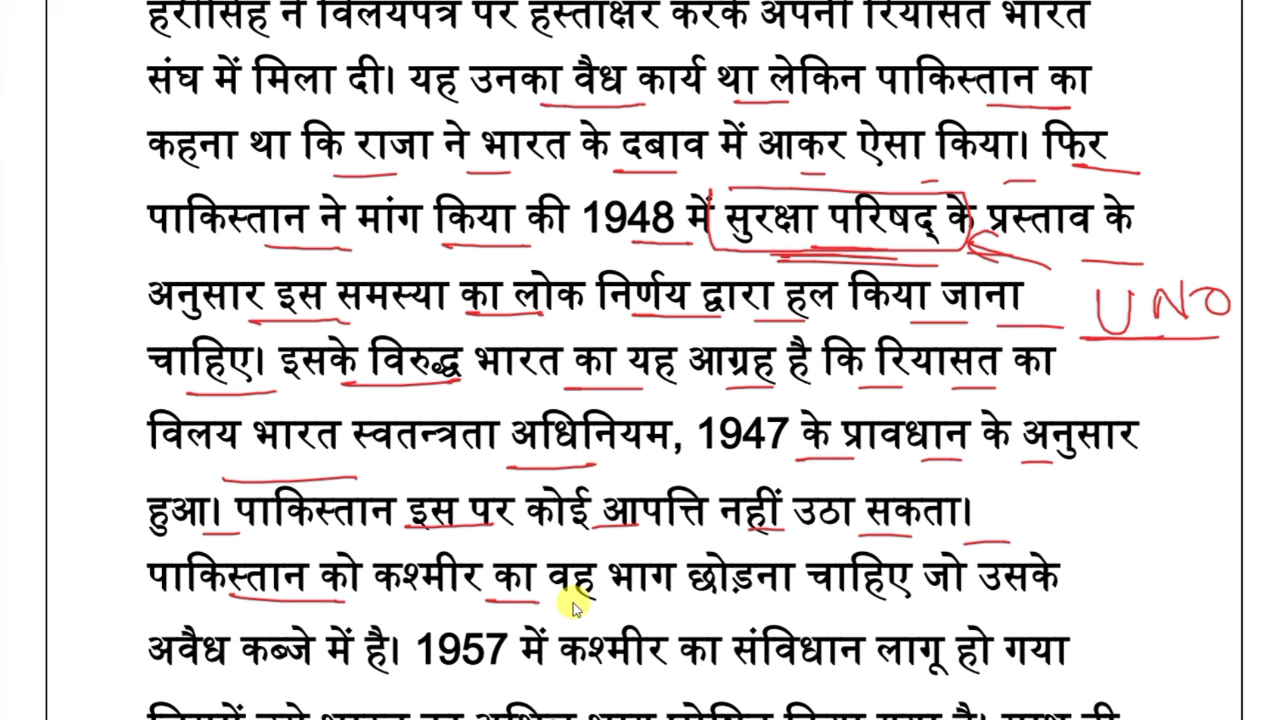 हरीसिंह ने विलयपत्र पर हस्ताक्षर करके अपनी रियासत भारत
संघ में मिला दी। यह उनका वैध कार्य था लेकिन पाकिस्तान का
कहना था कि राजा ने भारत के दबाव में आकर ऐसा किया। फिर
पाकिस्तान ने मांग किया की 1948 में सुरक्षा परिषद् के प्रस्ताव के
अनुसार इस समस्या का लोक निर्णय द्वारा हल किया जाना
UNO
चाहिए। इसके विरुद्ध भारत का यह आग्रह है कि रियासत का
विलय भारत स्वतन्त्रता अधिनियम, 1947 के प्रावधान के अनुसार
हुआ। पाकिस्तान इस पर कोई आपत्ति नहीं उठा सकता।
पाकिस्तान को कश्मीर का वह भाग छोड़ना चाहिए जो उसके
अवैध कब्जे में है। 1957 में कश्मीर का संविधान लागू हो गया